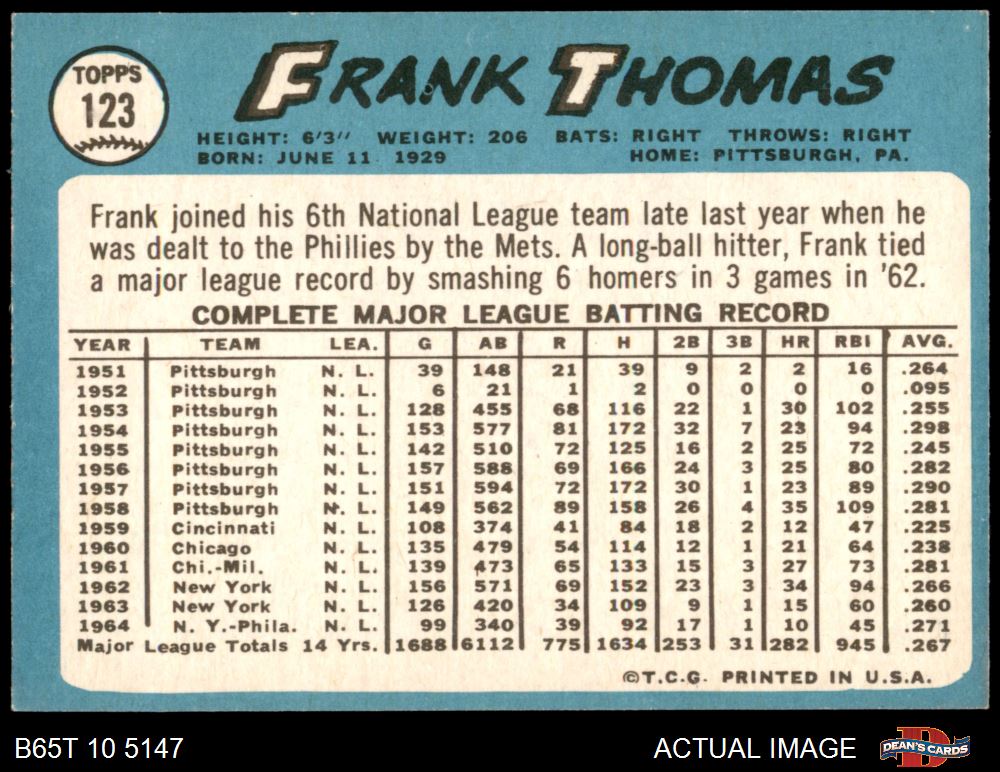 TOPPS
123
FRANK THOMAS
HEIGHT: 6'3" WEIGHT: 206 BATS: RIGHT THROWS: RIGHT
BORN: JUNE 11 1929 HOME: PITTSBURGH, PA.
Frank joined his 6th National League team late last year when he
was dealt to the Phillies by the Mets. A long-ball hitter, Frank tied
a major league record by smashing 6 homers in 3 games in '62.
COMPLETE MAJOR LEAGUE BATTING RECORD
YEAR TEAM LEA. G AB R H 2B 3B HR RBI AVG.
1951 Pittsburgh N. L. 39 148 21 39 9 2 2 16 .264
1952 Pittsburgh N. L. 6 21 1 2 0 0 0 0 .095
1953 Pittsburgh N. L. 128 455 68 116 22 1 30 102 .255
1954 Pittsburgh N. L. 153 577 81 172 32 7 23 94 .298
1955 Pittsburgh N. L. 142 510 72 125 16 2 25 72 .245
1956 Pittsburgh N. L. 157 588 69 166 24 3 25 80 .282
1957 Pittsburgh N. L. 151 594 72 172 30 1 23 89 .290
1958 Pittsburgh N. L. 149 562 89 158 26 4 35 109 .281
1959 Cincinnati N. L. 108 374 41 84 18 2 12 47 .225
1960 Chicago N. L. 135 479 54 114 12 1 21 64 .238
1961 Chi.-Mil. N. L. 139 473 65 133 15 3 27 73 .281
1962 New York N. L. 156 571 69 152 23 3 34 94 .266
1963 New York N. L. 126 420 34 109 9 1 15 60 .260
1964 N. Y.-Phila. N. L. 99 340 39 92 17 1 10 45 .271
Major League Totals 14 Yrs. 1688 6112 775 1634 253 31 282 945 .267
©T.C.G. PRINTED IN U.S.A.
B65T 10 5147 ACTUAL IMAGE D DEAN'S CARDS